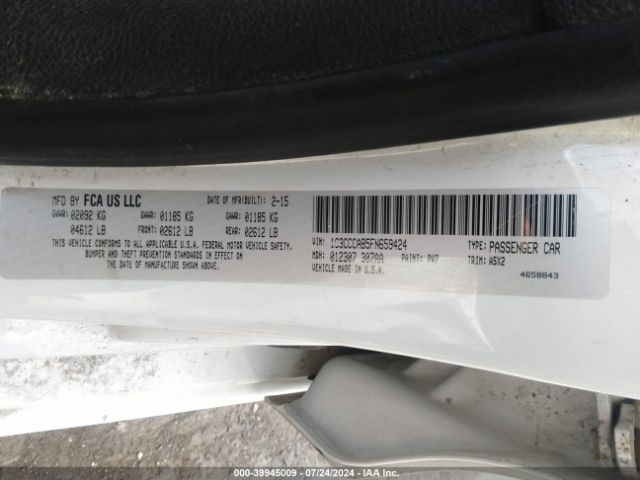 MFD BY FCA US LLC DATE OF MFR(BUILT): 2-15
GVWR: 02092 KG GAWR: 01185 KG GAWR: 01185 KG
04612 LB FRONT: 02612 LB REAR: 02612 LB
THIS VEHICLE CONFORMS TO ALL APPLICABLE FEDERAL MOTOR VEHICLE SAFETY,
BUMPER AND THEFT PREVENTION STANDARDS IN EFFECT ON
THE DATE OF MANUFACTURE SHOWN ABOVE.
VIN: 1C3CCCAB5FN659424 TYPE: PASSENGER CAR
MDH: 012307 307AA PAINT: PW7 TRIM: A5X2
VEHICLE MADE IN U.S.A.
4658843
000-39945009 - 07/24/2024 - IAA Inc.